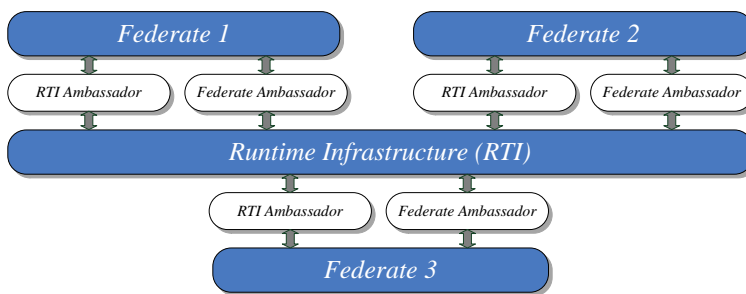 Federate 1
Federate 2
RTI Ambassador
Federate Ambassador
RTI Ambassador
Federate Ambassador
Runtime Infrastructure (RTI)
RTI Ambassador
Federate Ambassador
Federate 3